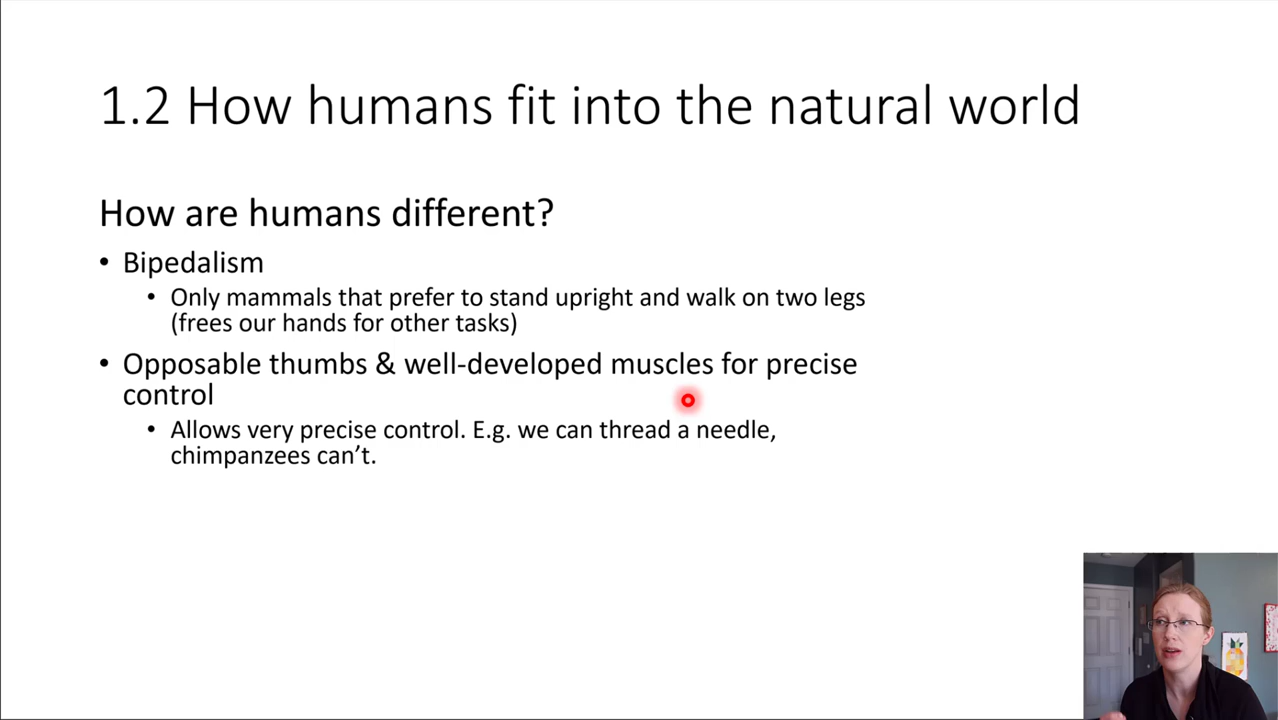 1.2 How humans fit into the natural world
How are humans different?
• Bipedalism
• Only mammals that prefer to stand upright and walk on two legs
(frees our hands for other tasks)
• Opposable thumbs & well-developed muscles for precise
control
• Allows very precise control. E.g. we can thread a needle,
chimpanzees can’t.